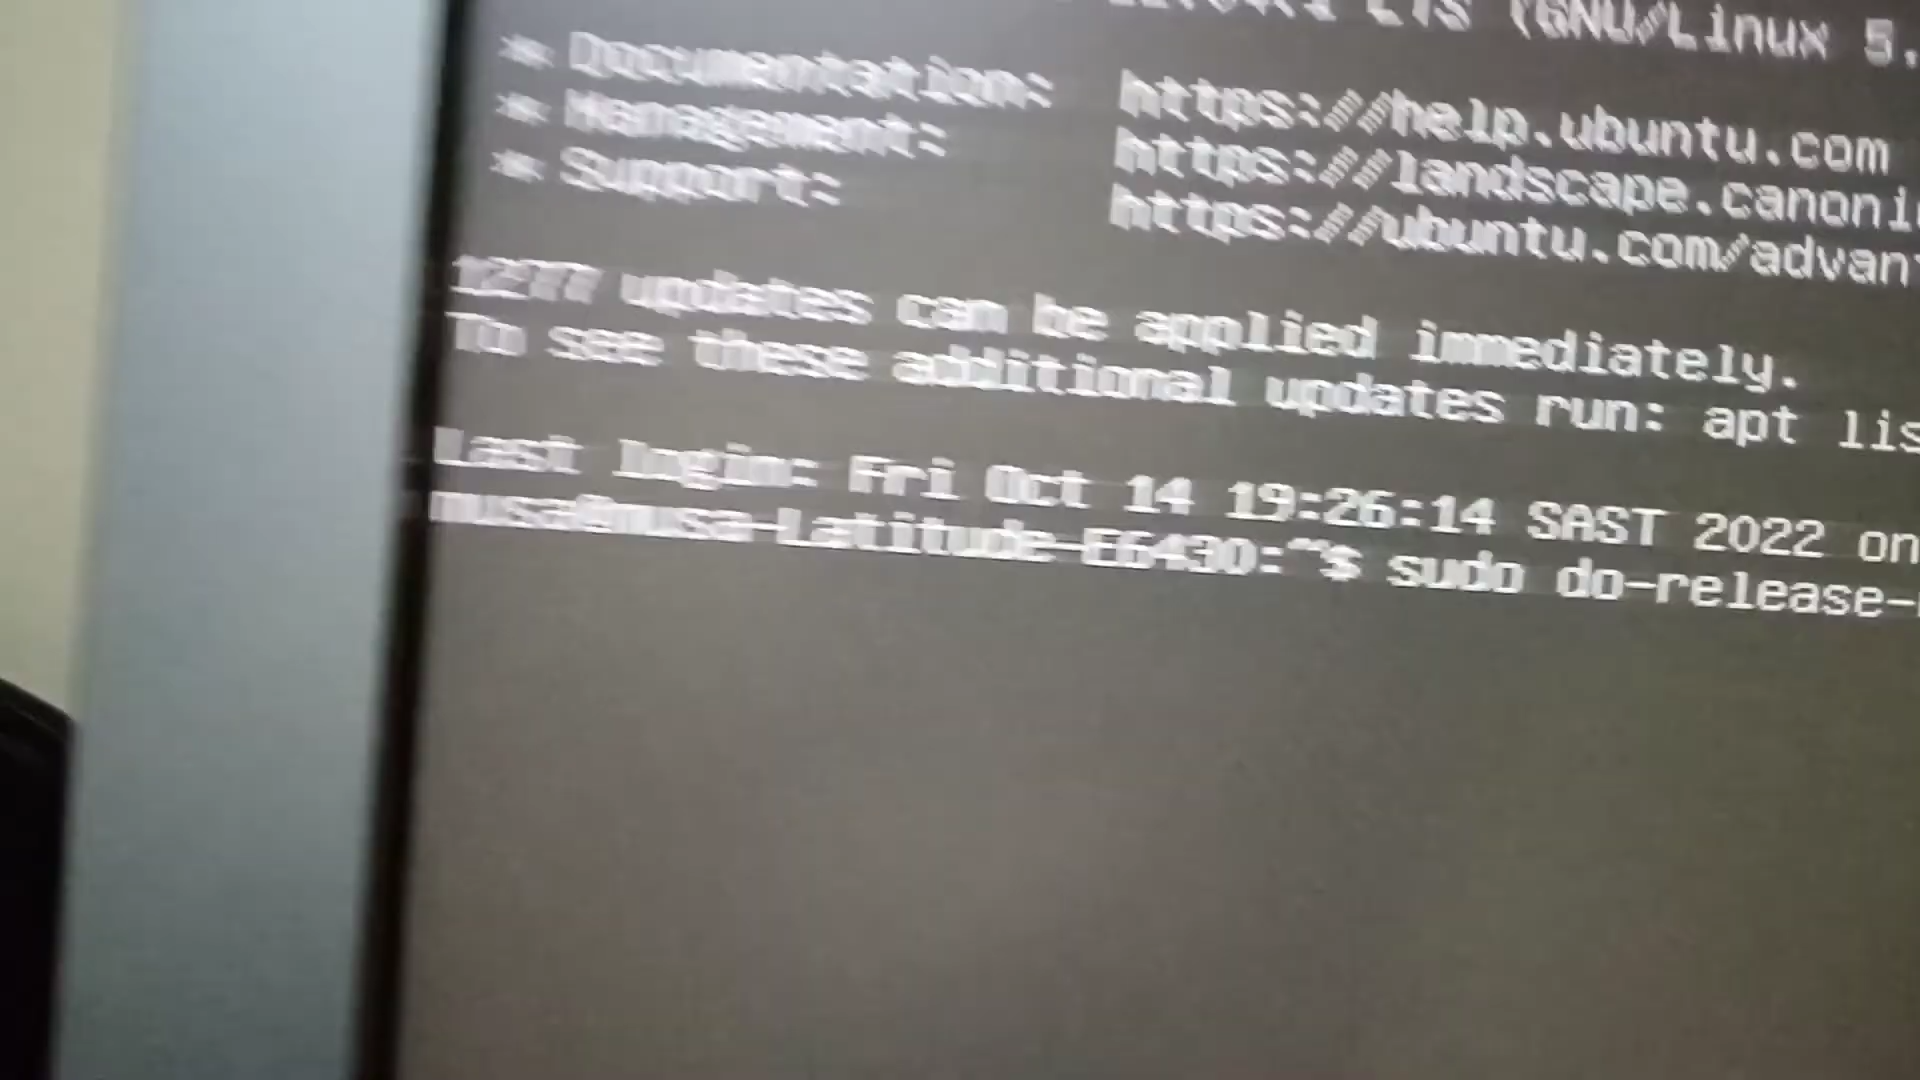 LTS (GNU/Linux 5.
* Documentation: https://help.ubuntu.com
* Management: https://landscape.canoni
* Support: https://ubuntu.com/advan
1277 updates can be applied immediately.
To see these additional updates run: apt lis
Last login: Fri Oct 14 19:26:14 SAST 2022 on
musa@musa-Latitude-E6430:~$ sudo do-release-